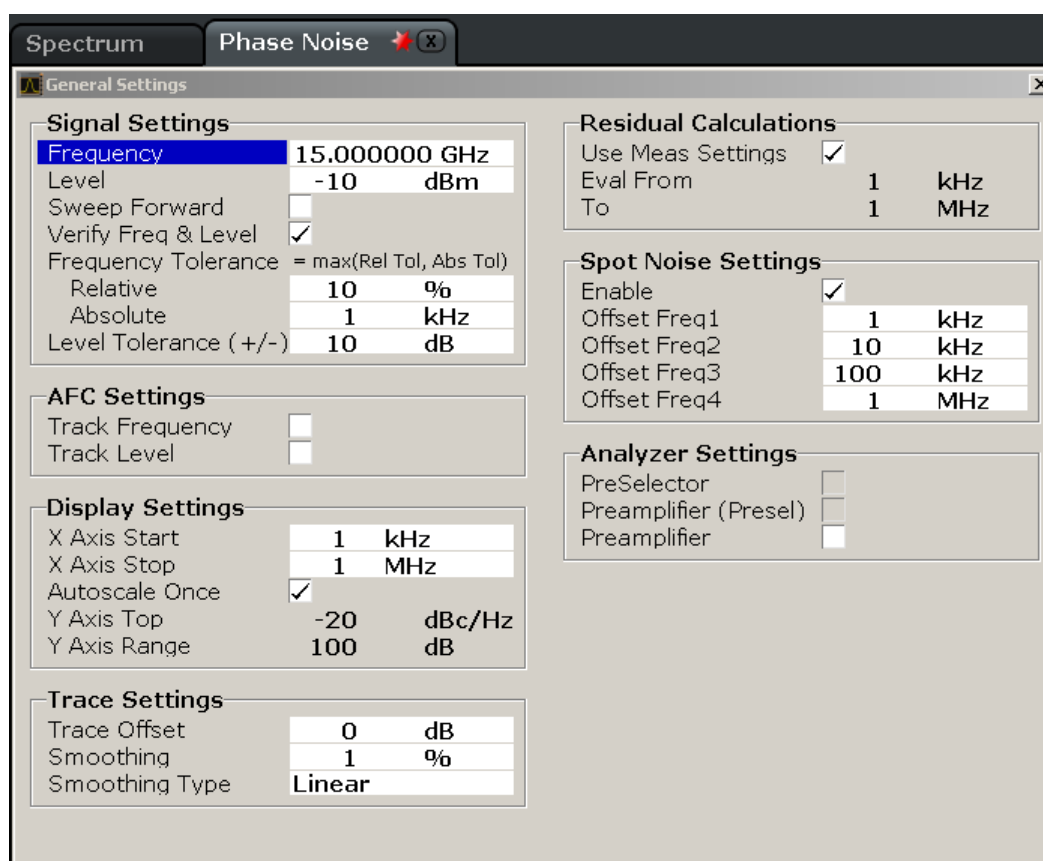 Spectrum
Phase Noise
General Settings
Signal Settings
Frequency 15.000000 GHz
Level -10 dBm
Sweep Forward
Verify Freq & Level
Frequency Tolerance = max(Rel Tol, Abs Tol)
Relative 10 %
Absolute 1 kHz
Level Tolerance (+/-) 10 dB
AFC Settings
Track Frequency
Track Level
Display Settings
X Axis Start 1 kHz
X Axis Stop 1 MHz
Autoscale Once
Y Axis Top -20 dBc/Hz
Y Axis Range 100 dB
Trace Settings
Trace Offset 0 dB
Smoothing 1 %
Smoothing Type Linear
Residual Calculations
Use Meas Settings
Eval From 1 kHz
To 1 MHz
Spot Noise Settings
Enable
Offset Freq1 1 kHz
Offset Freq2 10 kHz
Offset Freq3 100 kHz
Offset Freq4 1 MHz
Analyzer Settings
PreSelector
Preamplifier (Presel)
Preamplifier